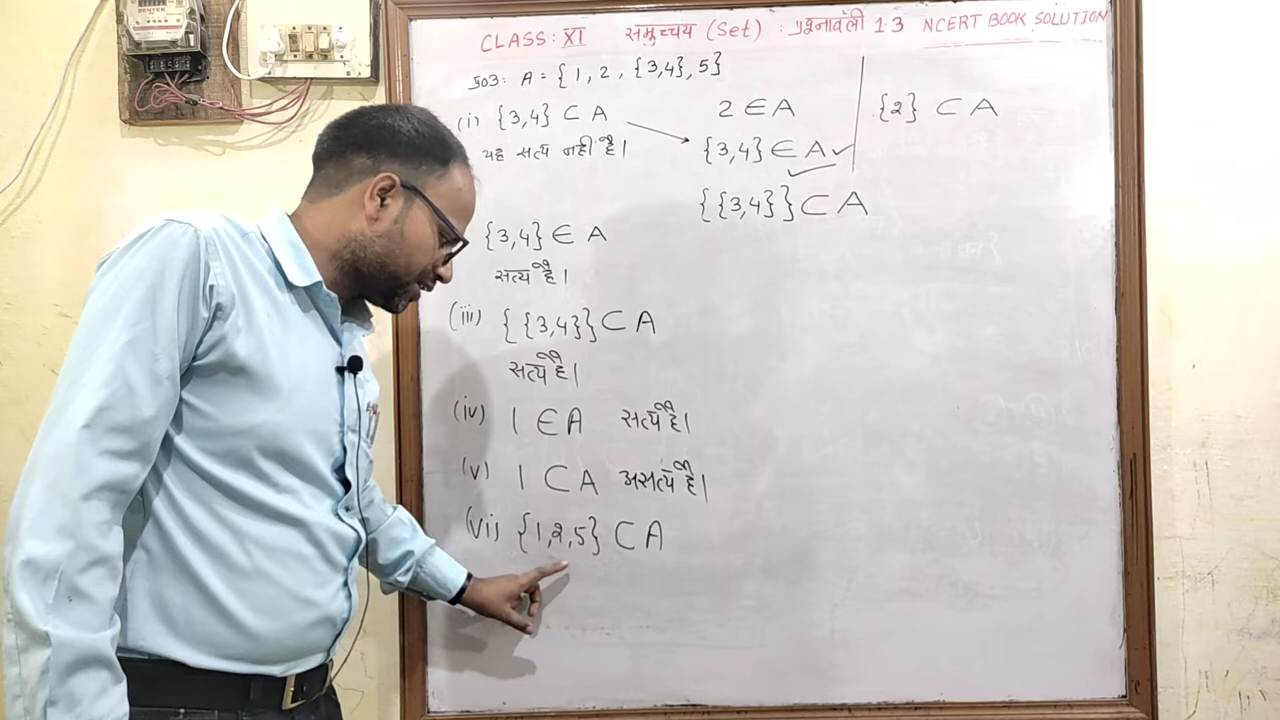 CLASS: XI समुच्चय (Set) : प्रश्नावली 1.3 NCERT BOOK SOLUTION
प्र03: A = { 1, 2, {3,4}, 5}
(i) {3,4} ⊂ A
यह सत्य नहीं है।
2 ∈ A
{3,4} ∈ A ✓
{{3,4}} ⊂ A
{2} ⊂ A
{3,4} ∈ A
सत्य है।
(iii) {{3,4}} ⊂ A
सत्य है।
(iv) 1 ∈ A सत्य है।
(v) 1 ⊂ A असत्य है।
(vi) {1,2,5} ⊂ A